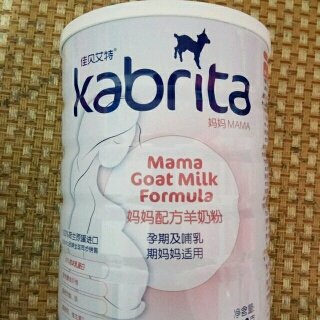 佳贝艾特
kabrita
妈妈 MAMA
Mama
Goat Milk
Formula
妈妈配方羊奶粉
孕期及哺乳
期妈妈适用
净含量